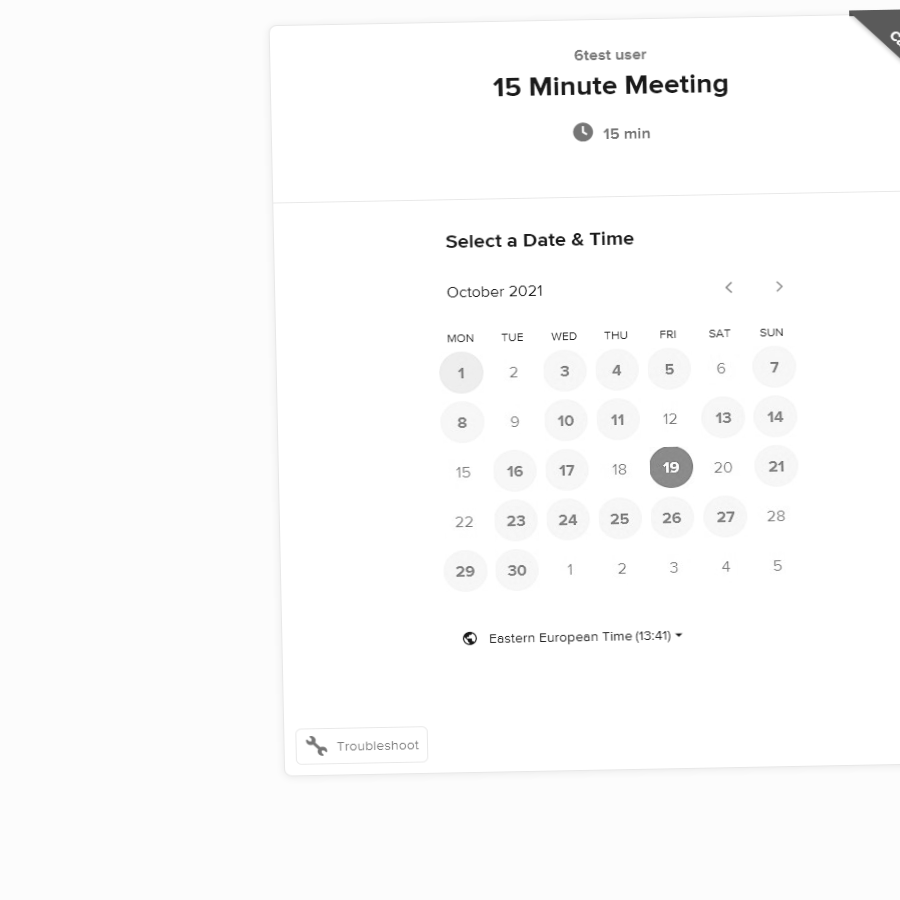 6test user
15 Minute Meeting
15 min
Select a Date & Time
October 2021
MON TUE WED THU FRI SAT SUN
1 2 3 4 5 6 7
8 9 10 11 12 13 14
15 16 17 18 19 20 21
22 23 24 25 26 27 28
29 30 1 2 3 4 5
Eastern European Time (13:41)
Troubleshoot